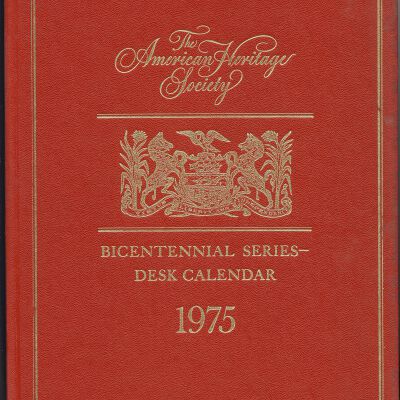 The
American Heritage
Society
BICENTENNIAL SERIES–
DESK CALENDAR
1975